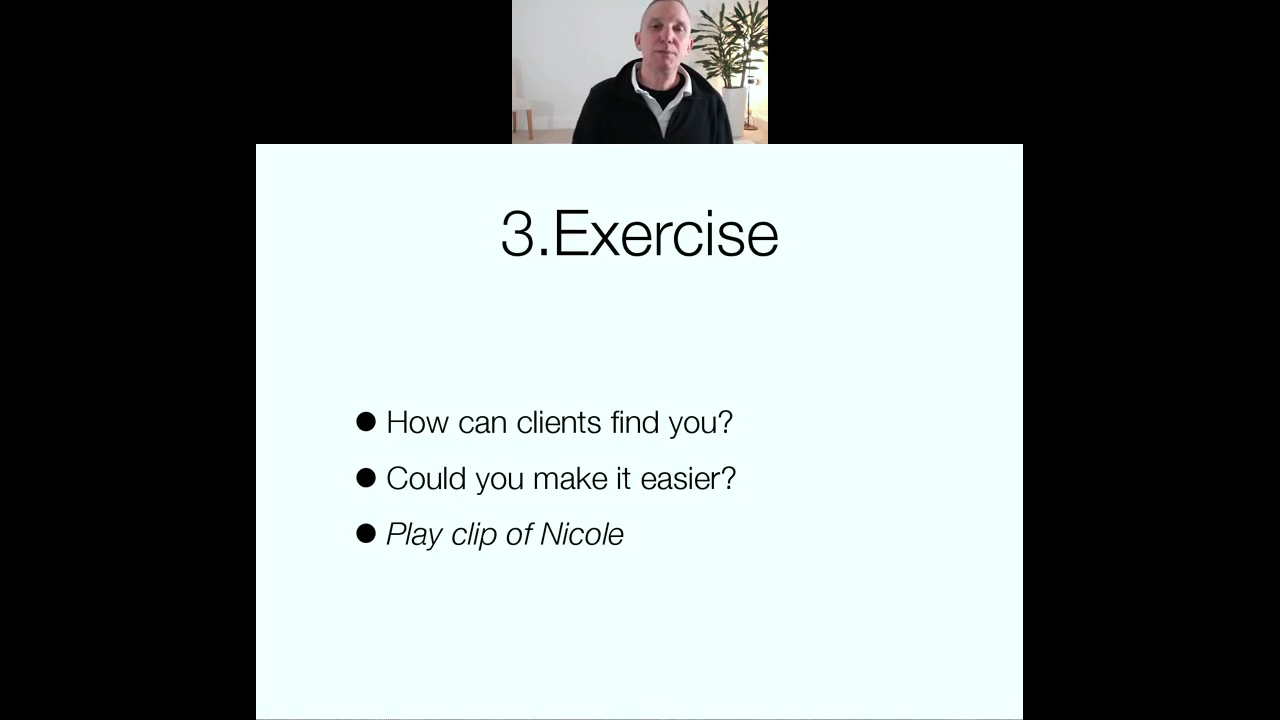 3.Exercise
● How can clients find you?
● Could you make it easier?
● Play clip of Nicole